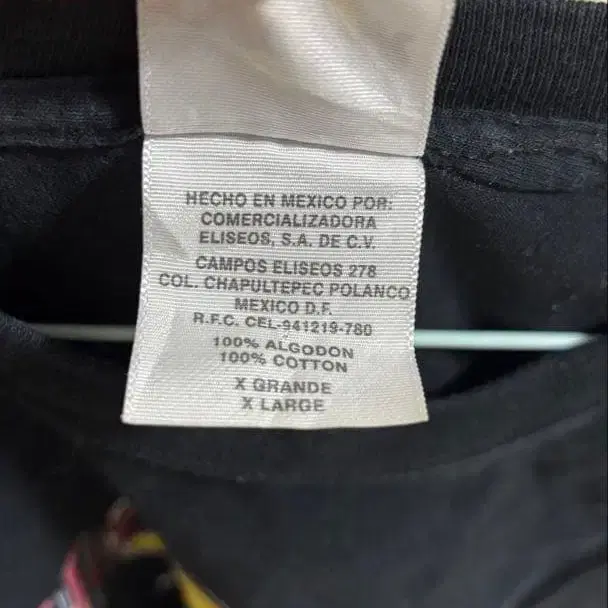 HECHO EN MEXICO POR:
COMERCIALIZADORA
ELISEOS, S.A. DE C.V.
CAMPOS ELISEOS 278
COL. CHAPULTEPEC POLANCO
MEXICO D.F.
R.F.C. CEL-941219-780
100% ALGODON
100% COTTON
X GRANDE
X LARGE